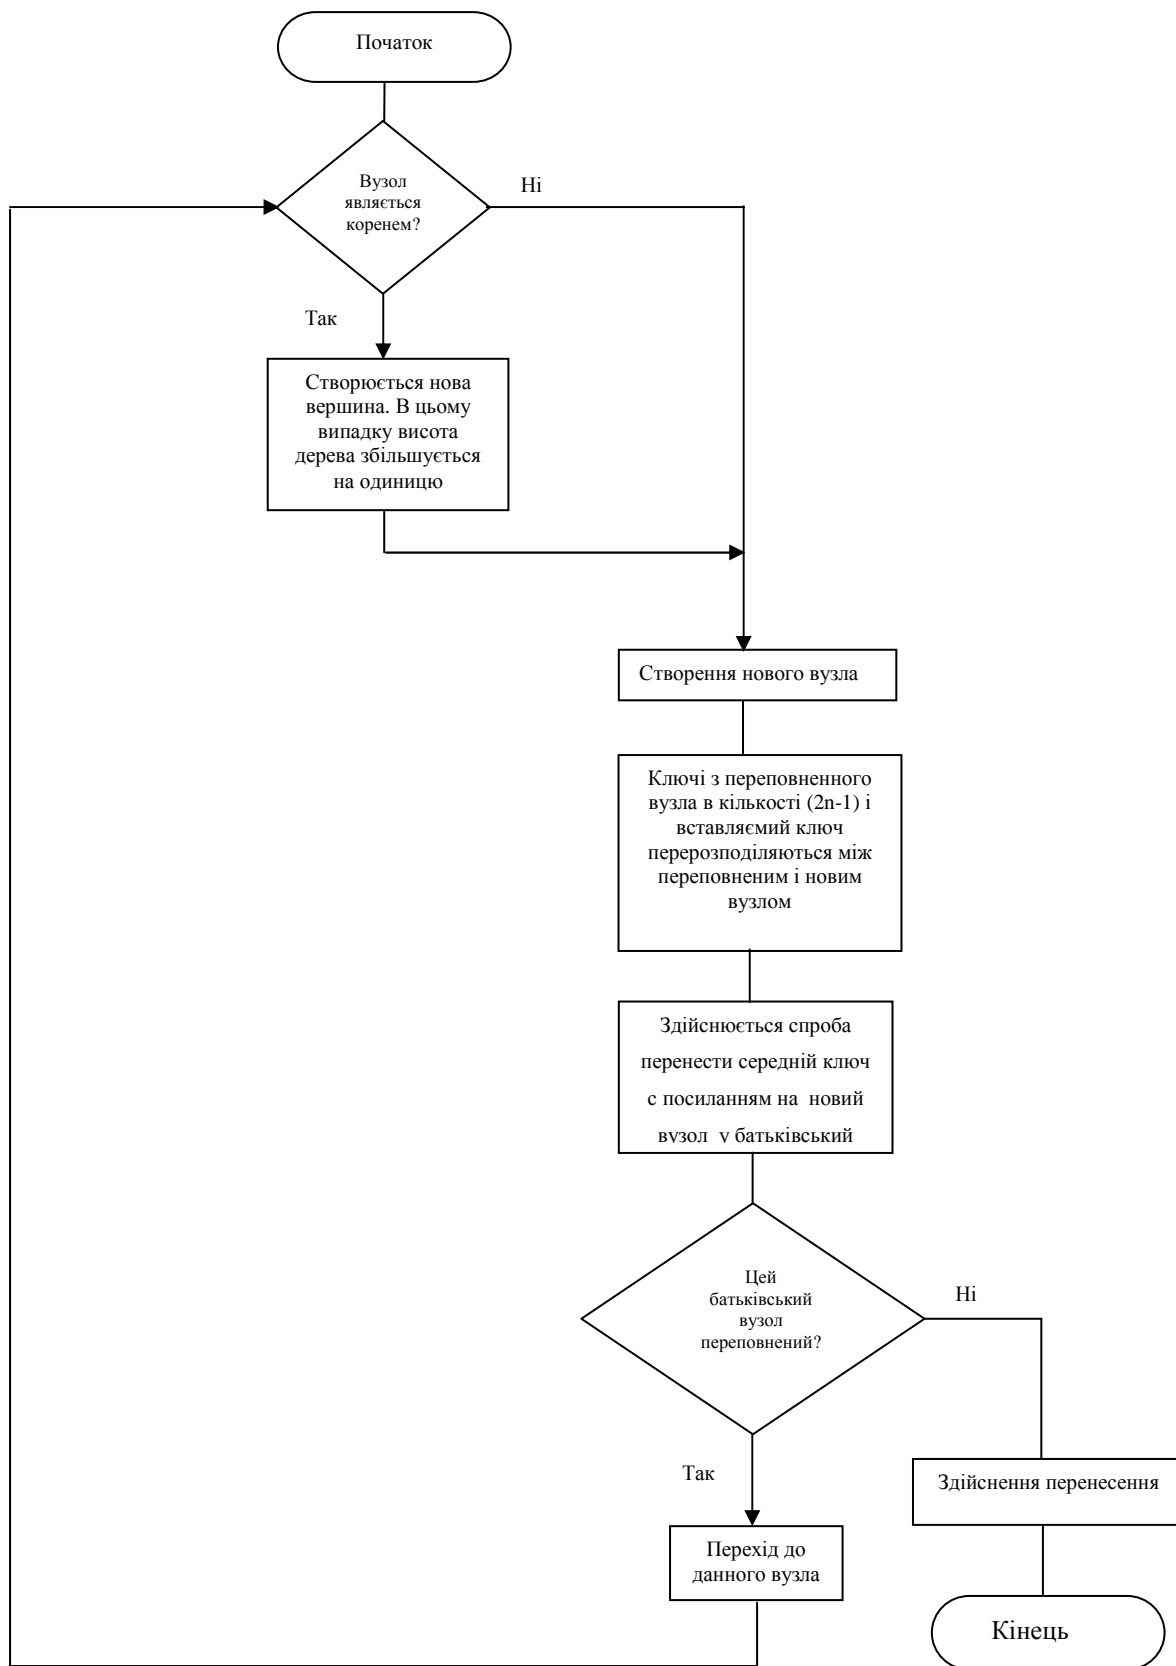 Початок
Вузол
являється
коренем?
Ні
Так
Створюється нова
вершина. В цьому
випадку висота
дерева збільшується
на одиницю
Створення нового вузла
Ключі з переповненного
вузла в кількості (2n-1) і
вставляємий ключ
перерозподіляються між
переповненим і новим
вузлом
Здійснюється спроба
перенести середній ключ
с посиланням на новий
вузол у батьківський
Цей
батьківський
вузол
переповнений?
Ні
Так
Здійснення перенесення
Перехід до
данного вузла
Кінець